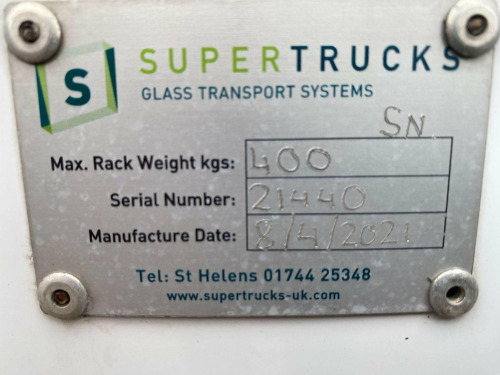 S SUPERTRUCKS
GLASS TRANSPORT SYSTEMS
SN
Max. Rack Weight kgs: 400
Serial Number: 21440
Manufacture Date: 8/4/2021
Tel: St Helens 01744 25348
www.supertrucks-uk.com